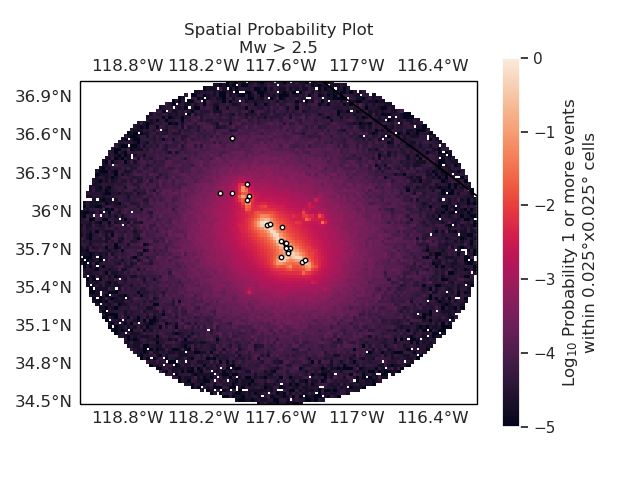 Spatial Probability Plot
Mw > 2.5
118.8°W 118.2°W 117.6°W 117°W 116.4°W
36.9°N
36.6°N
36.3°N
36°N
35.7°N
35.4°N
35.1°N
34.8°N
34.5°N
118.8°W 118.2°W 117.6°W 117°W 116.4°W
0
−1
−2
−3
−4
−5
Log₁₀ Probability 1 or more events
within 0.025°x0.025° cells